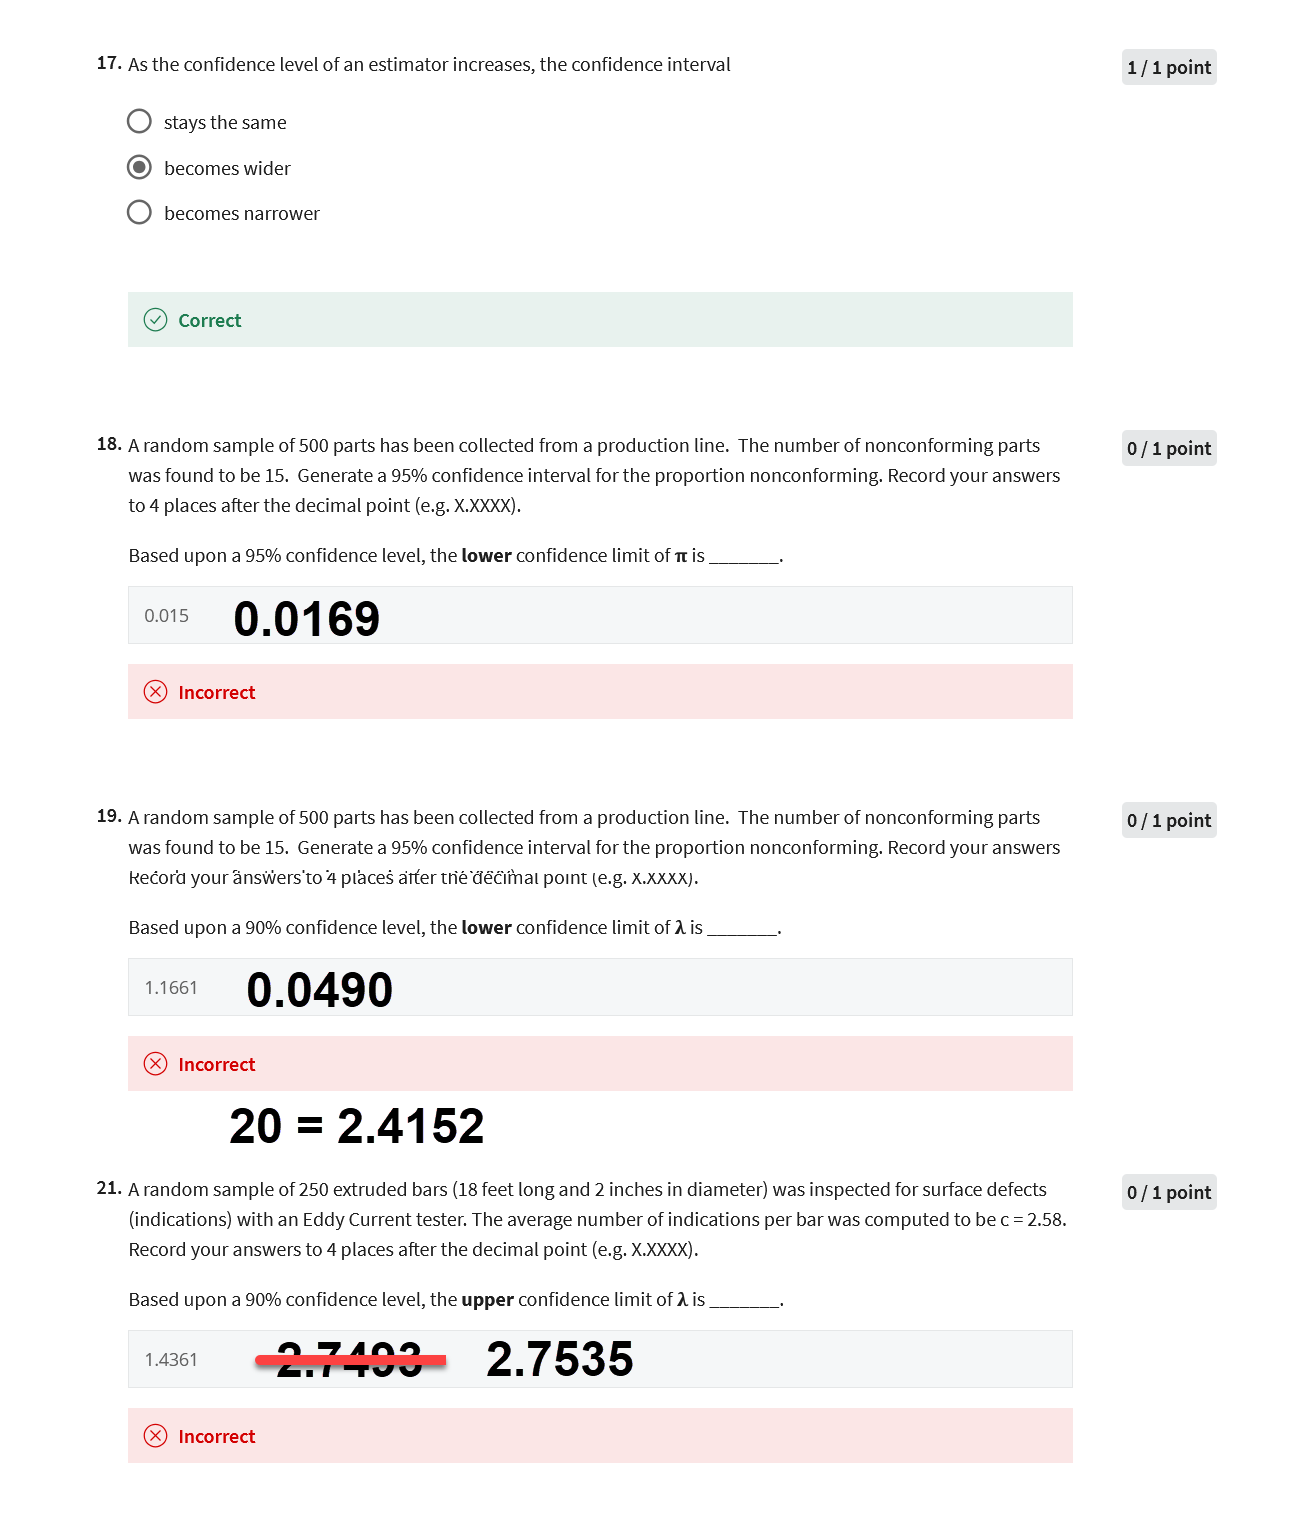 17. As the confidence level of an estimator increases, the confidence interval
1 / 1 point
stays the same
becomes wider
becomes narrower
Correct
18. A random sample of 500 parts has been collected from a production line. The number of nonconforming parts
0 / 1 point
was found to be 15. Generate a 95% confidence interval for the proportion nonconforming. Record your answers
to 4 places after the decimal point (e.g. X.XXXX).
Based upon a 95% confidence level, the lower confidence limit of π is _______.
0.015 0.0169
Incorrect
19. A random sample of 500 parts has been collected from a production line. The number of nonconforming parts
0 / 1 point
was found to be 15. Generate a 95% confidence interval for the proportion nonconforming. Record your answers
Record your answers to 4 places after the decimal point (e.g. X.XXXX).
Based upon a 90% confidence level, the lower confidence limit of λ is _______.
1.1661 0.0490
Incorrect
20 = 2.4152
21. A random sample of 250 extruded bars (18 feet long and 2 inches in diameter) was inspected for surface defects
0 / 1 point
(indications) with an Eddy Current tester. The average number of indications per bar was computed to be c = 2.58.
Record your answers to 4 places after the decimal point (e.g. X.XXXX).
Based upon a 90% confidence level, the upper confidence limit of λ is _______.
1.4361 2.7493 2.7535
Incorrect